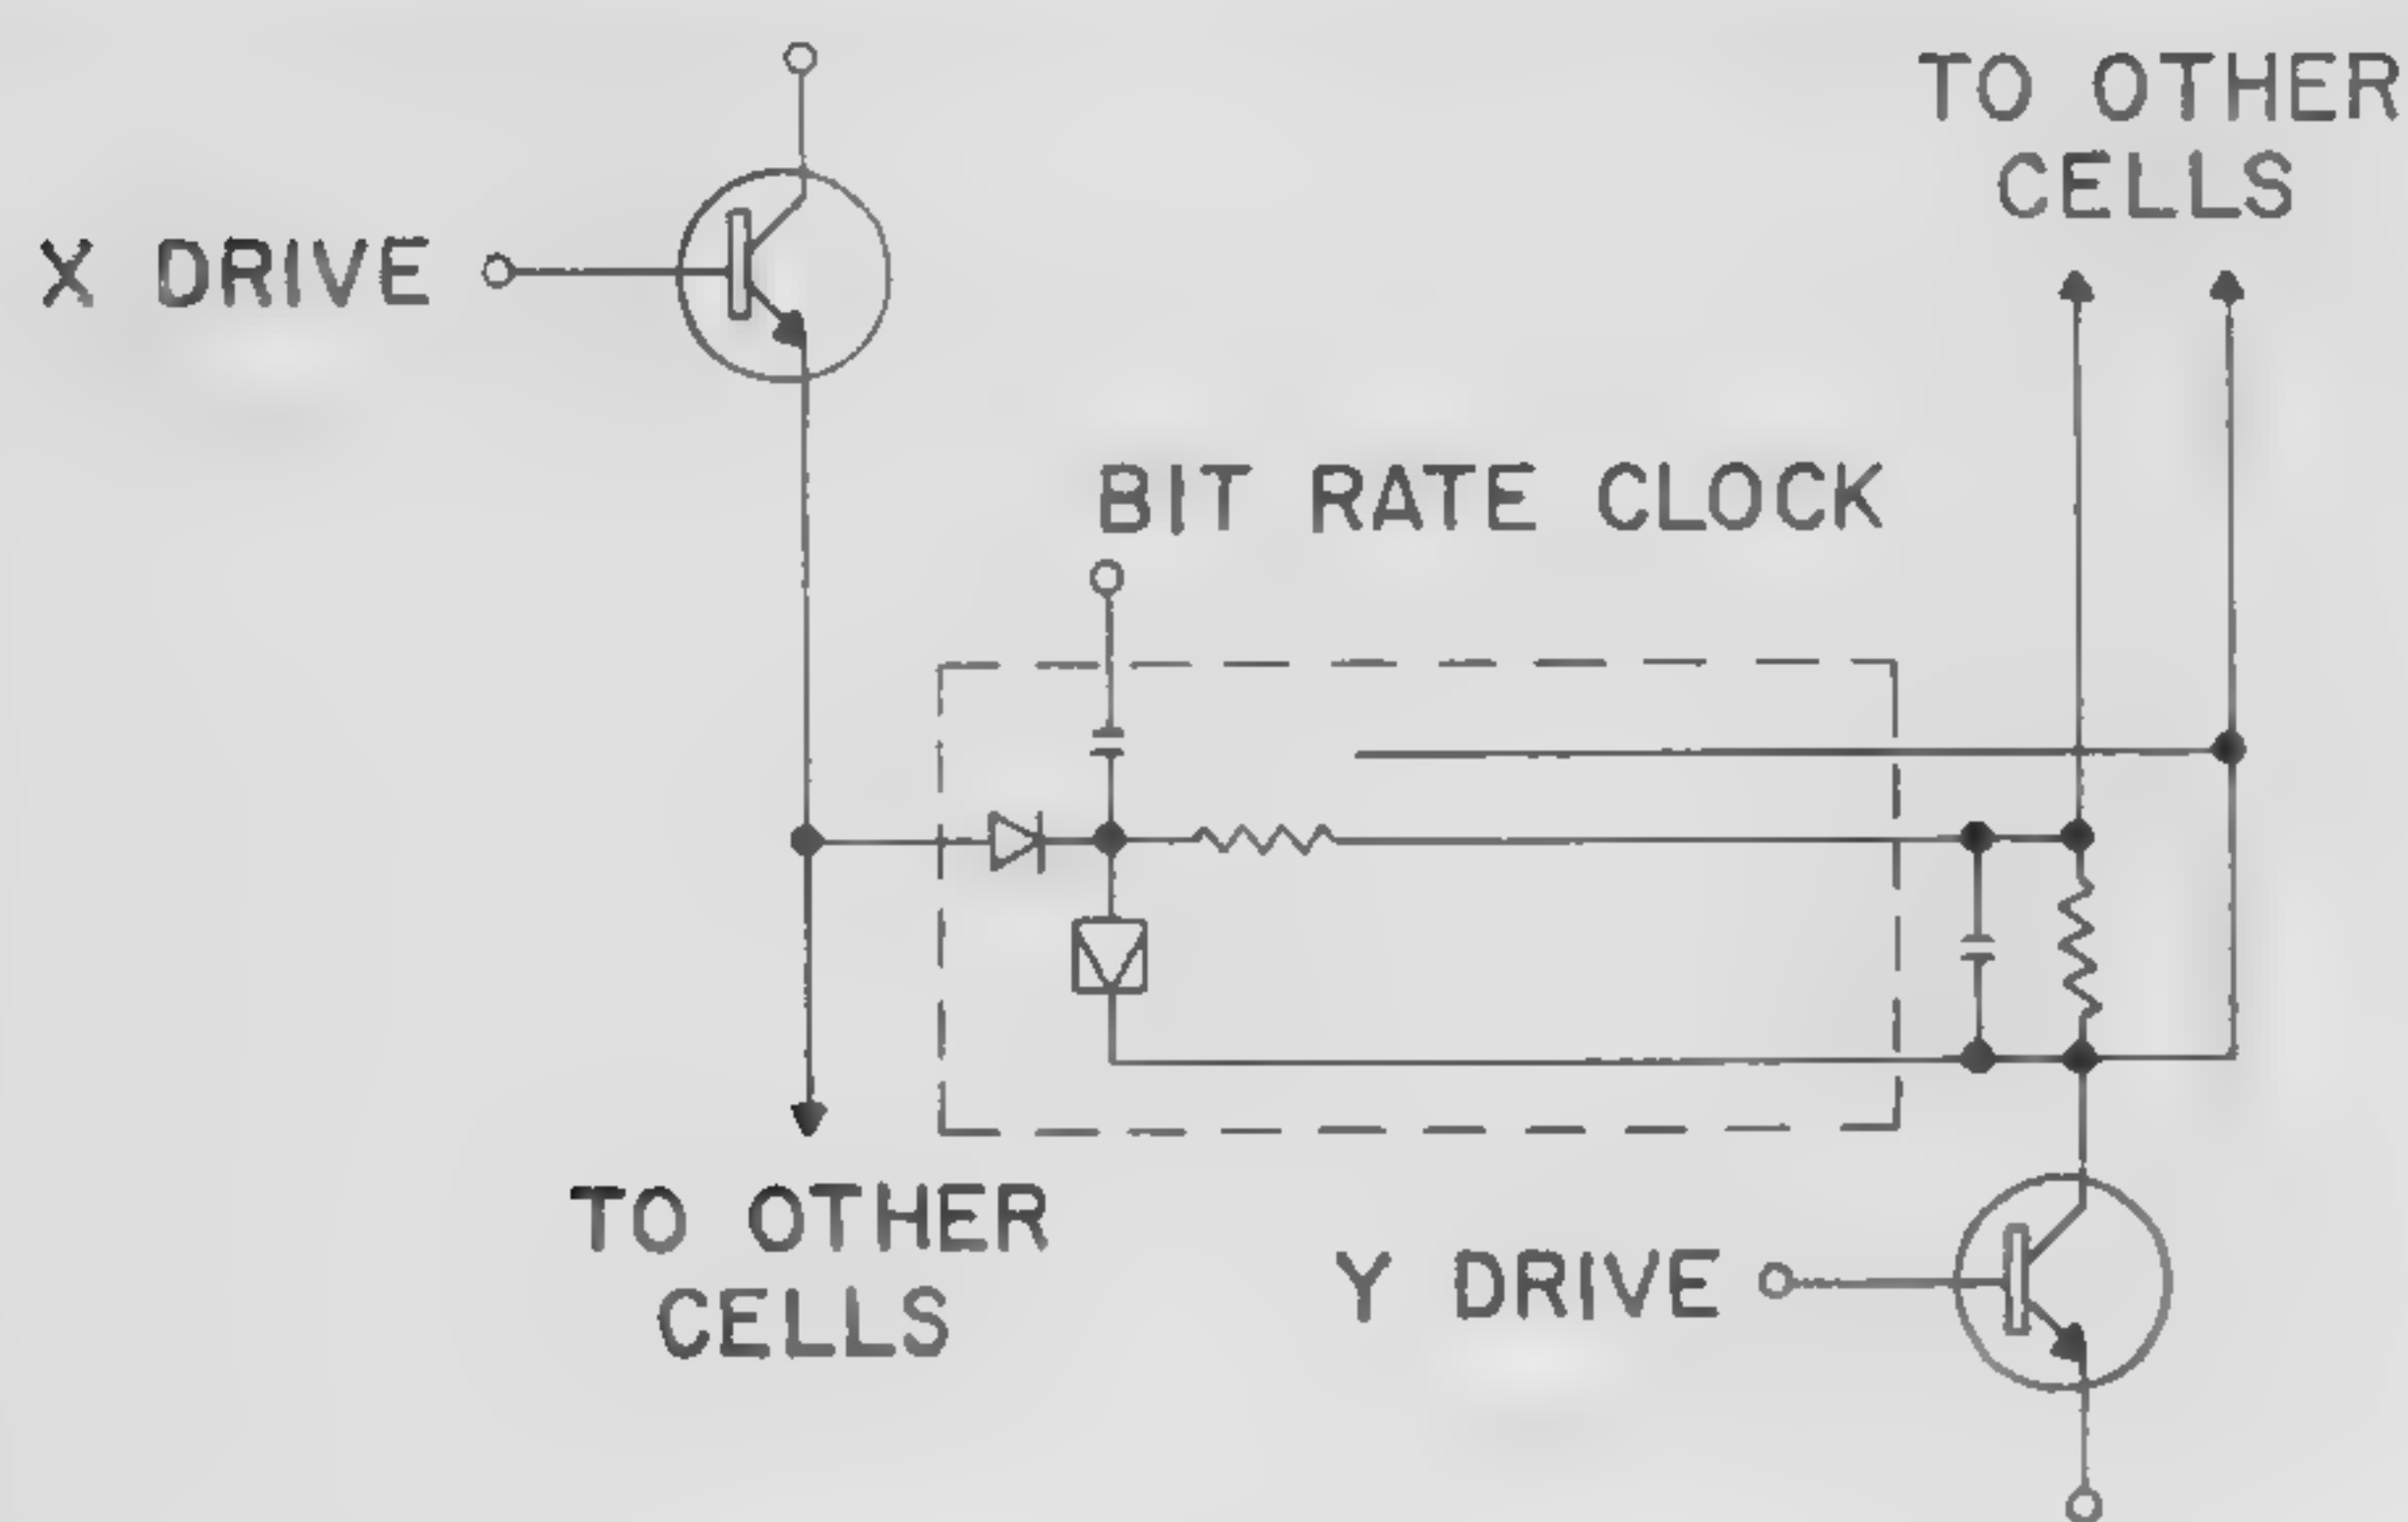 TO OTHER
CELLS
X DRIVE
BIT RATE CLOCK
TO OTHER
CELLS
Y DRIVE